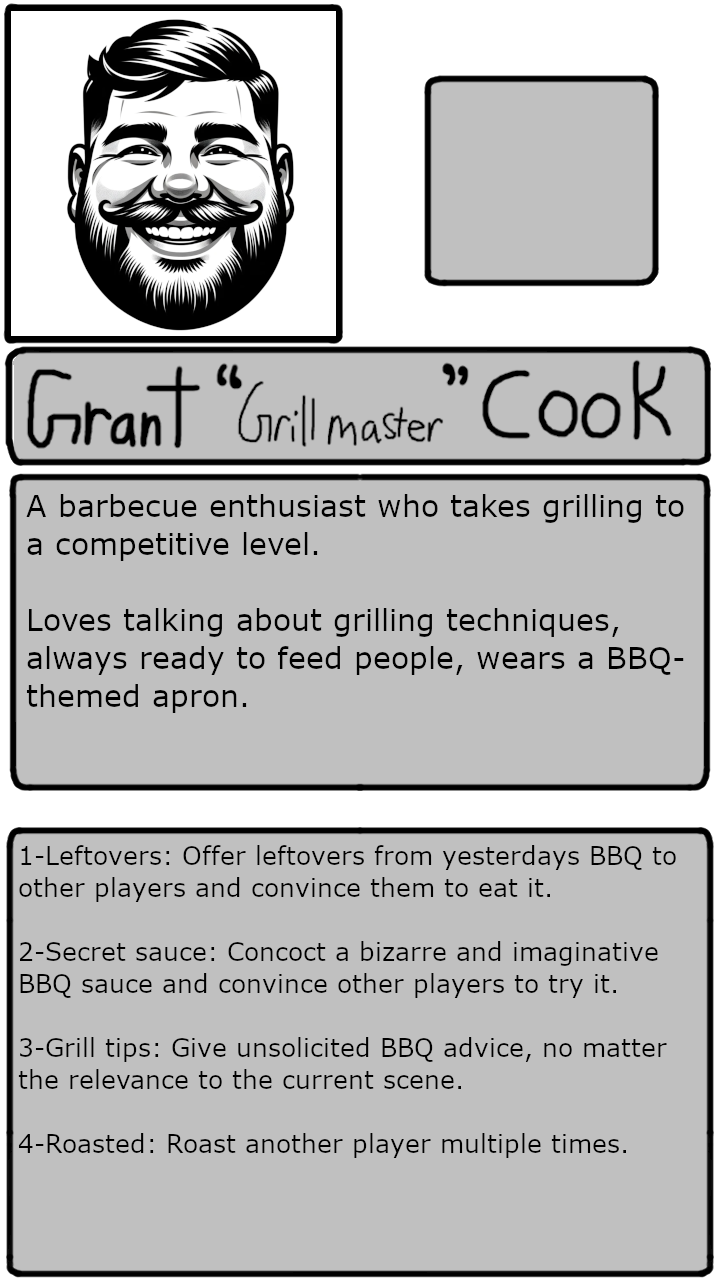 Grant “Grill master” Cook
A barbecue enthusiast who takes grilling to
a competitive level.
Loves talking about grilling techniques,
always ready to feed people, wears a BBQ-
themed apron.
1-Leftovers: Offer leftovers from yesterdays BBQ to
other players and convince them to eat it.
2-Secret sauce: Concoct a bizarre and imaginative
BBQ sauce and convince other players to try it.
3-Grill tips: Give unsolicited BBQ advice, no matter
the relevance to the current scene.
4-Roasted: Roast another player multiple times.